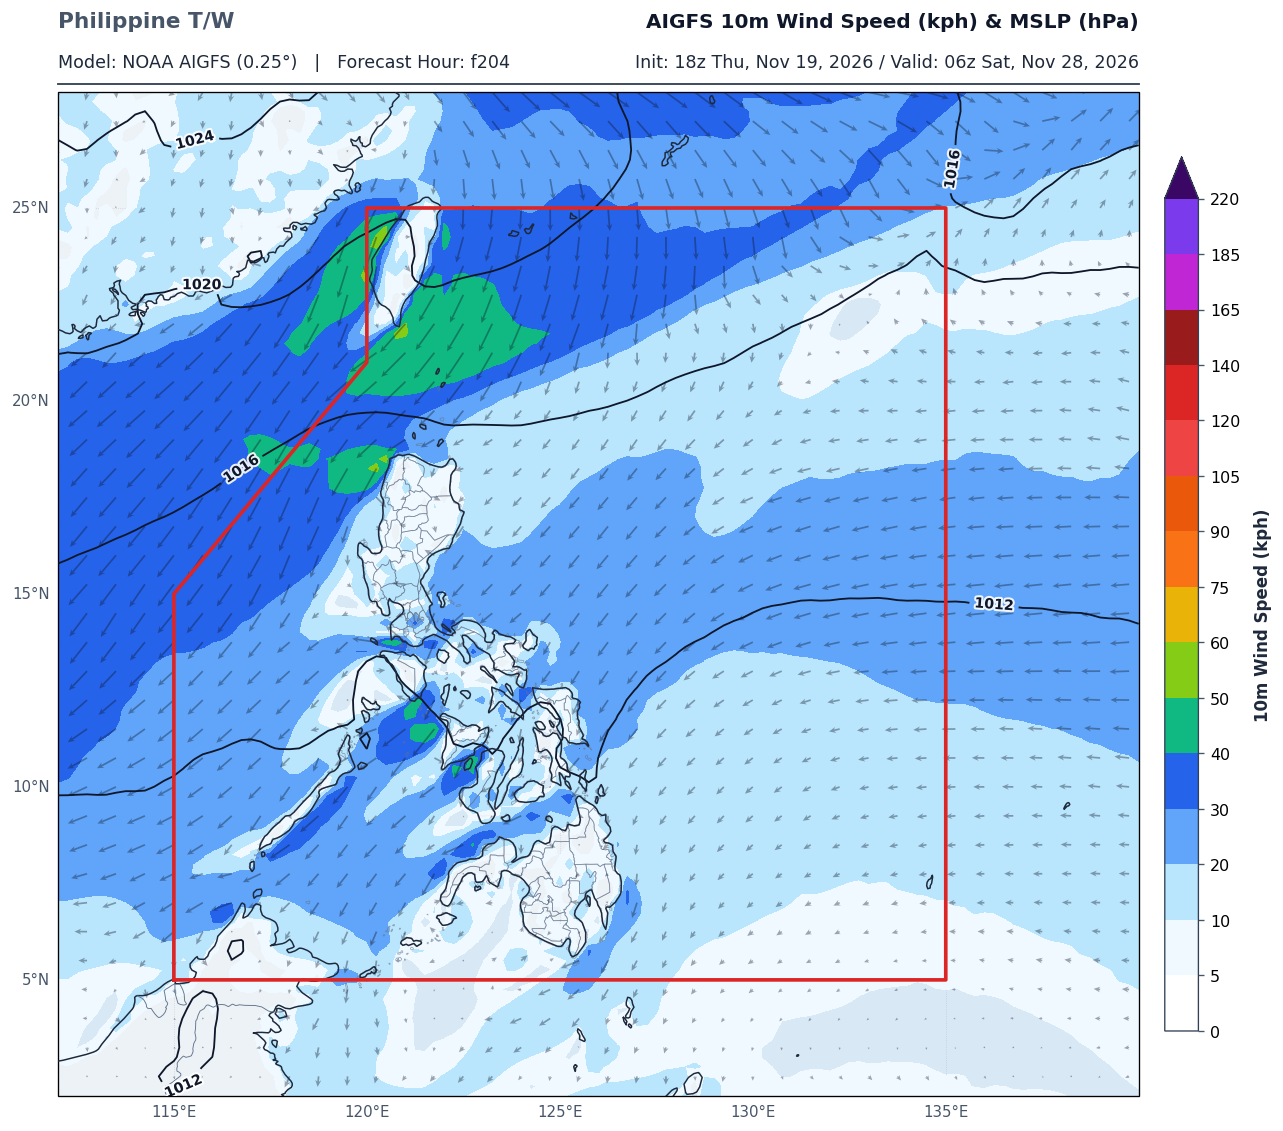 Philippine T/W
AIGFS 10m Wind Speed (kph) & MSLP (hPa)
Model: NOAA AIGFS (0.25°) | Forecast Hour: f204
Init: 18z Thu, Nov 19, 2026 / Valid: 06z Sat, Nov 28, 2026
1024
1016
25°N
1020
20°N
1016
15°N
1012
10°N
5°N
1012
115°E
120°E
125°E
130°E
135°E
220
185
165
140
120
105
90
75
60
50
40
30
20
10
5
0
10m Wind Speed (kph)